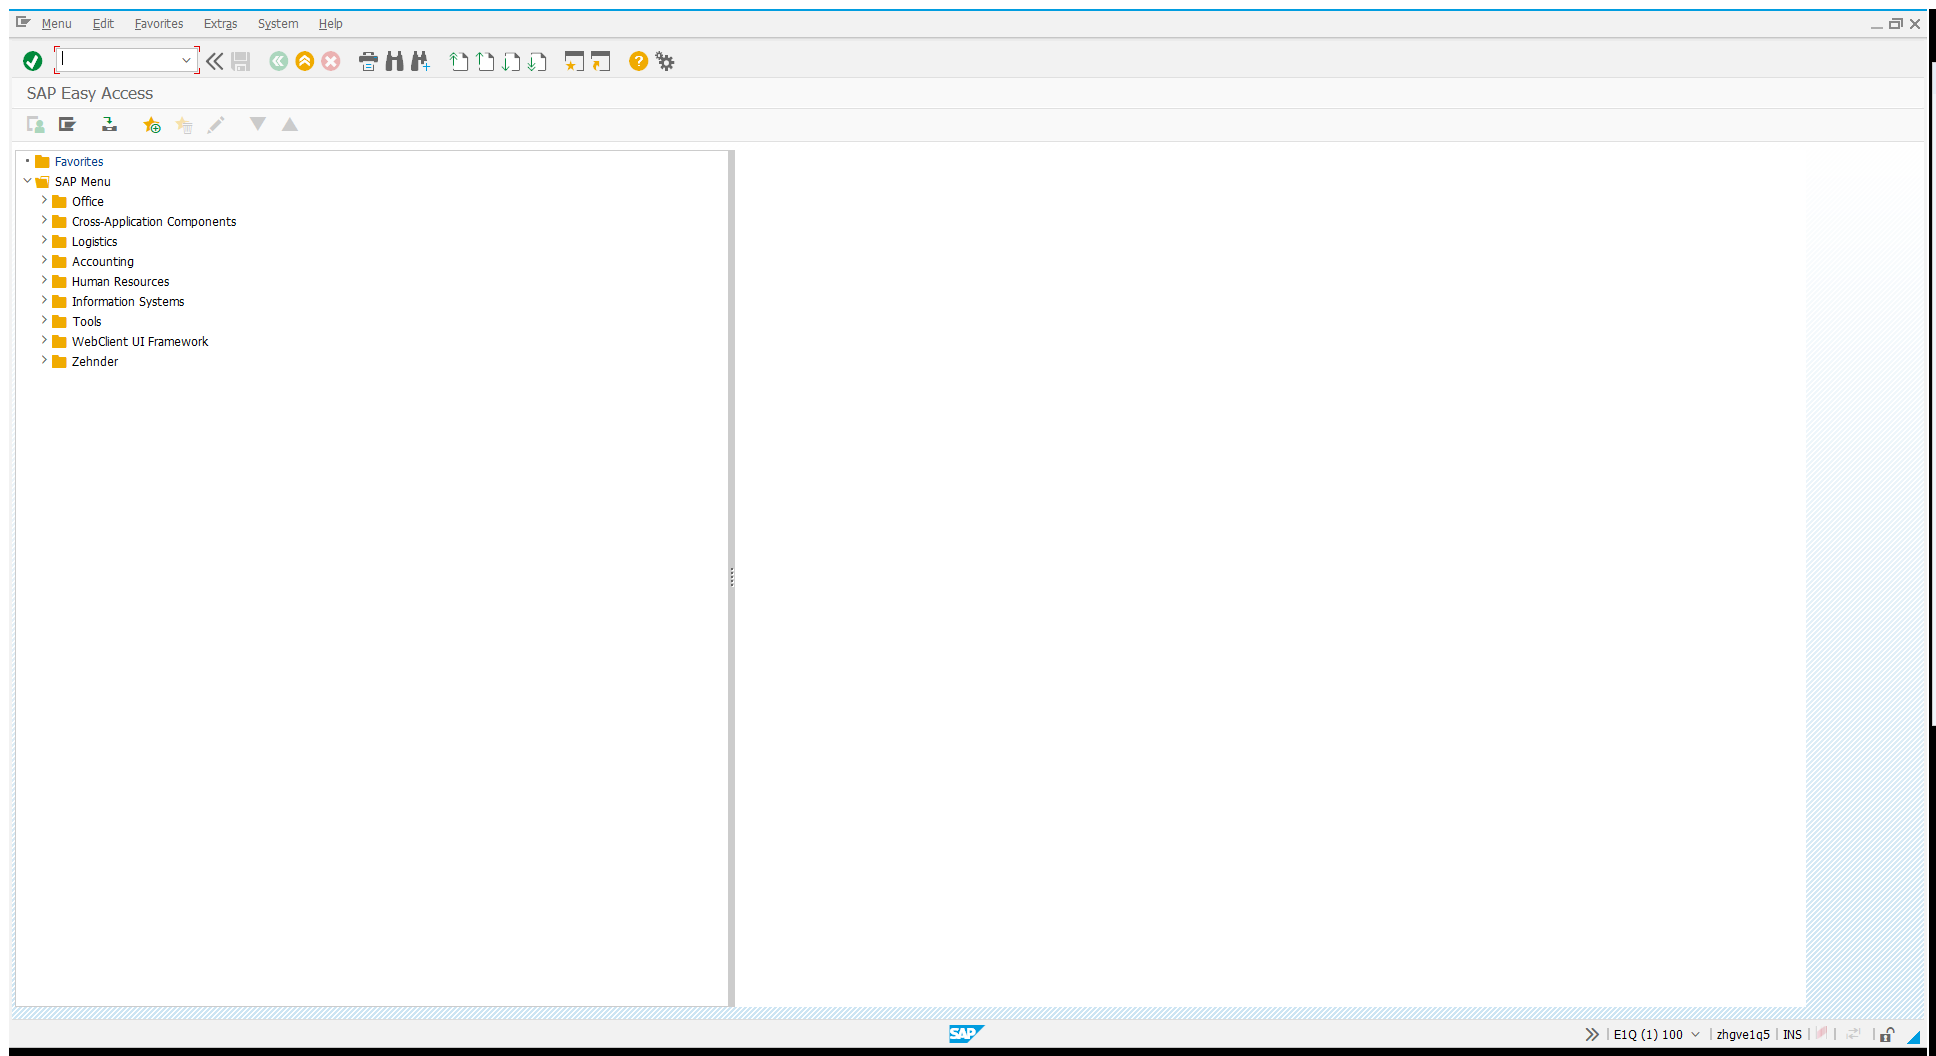 Menu Edit Favorites Extras System Help
SAP Easy Access
Favorites
SAP Menu
Office
Cross-Application Components
Logistics
Accounting
Human Resources
Information Systems
Tools
WebClient UI Framework
Zehnder
SAP E1Q (1) 100 zhgve1q5 INS